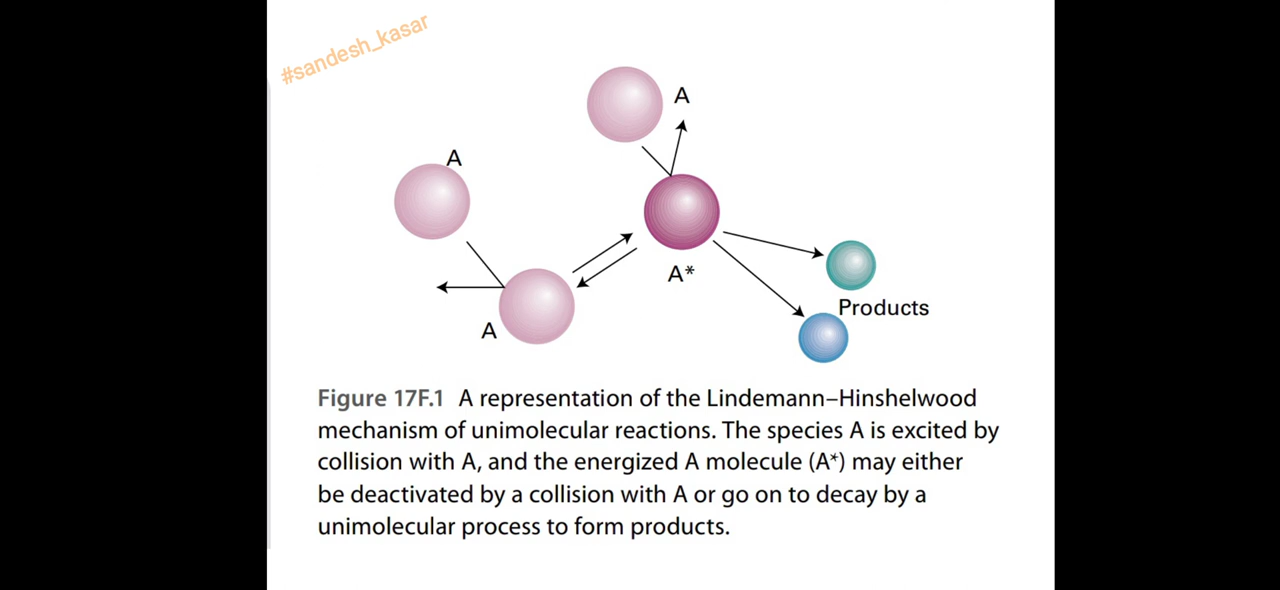 #sandesh_kasar
A
A
A
A*
Products
Figure 17F.1 A representation of the Lindemann–Hinshelwood
mechanism of unimolecular reactions. The species A is excited by
collision with A, and the energized A molecule (A*) may either
be deactivated by a collision with A or go on to decay by a
unimolecular process to form products.